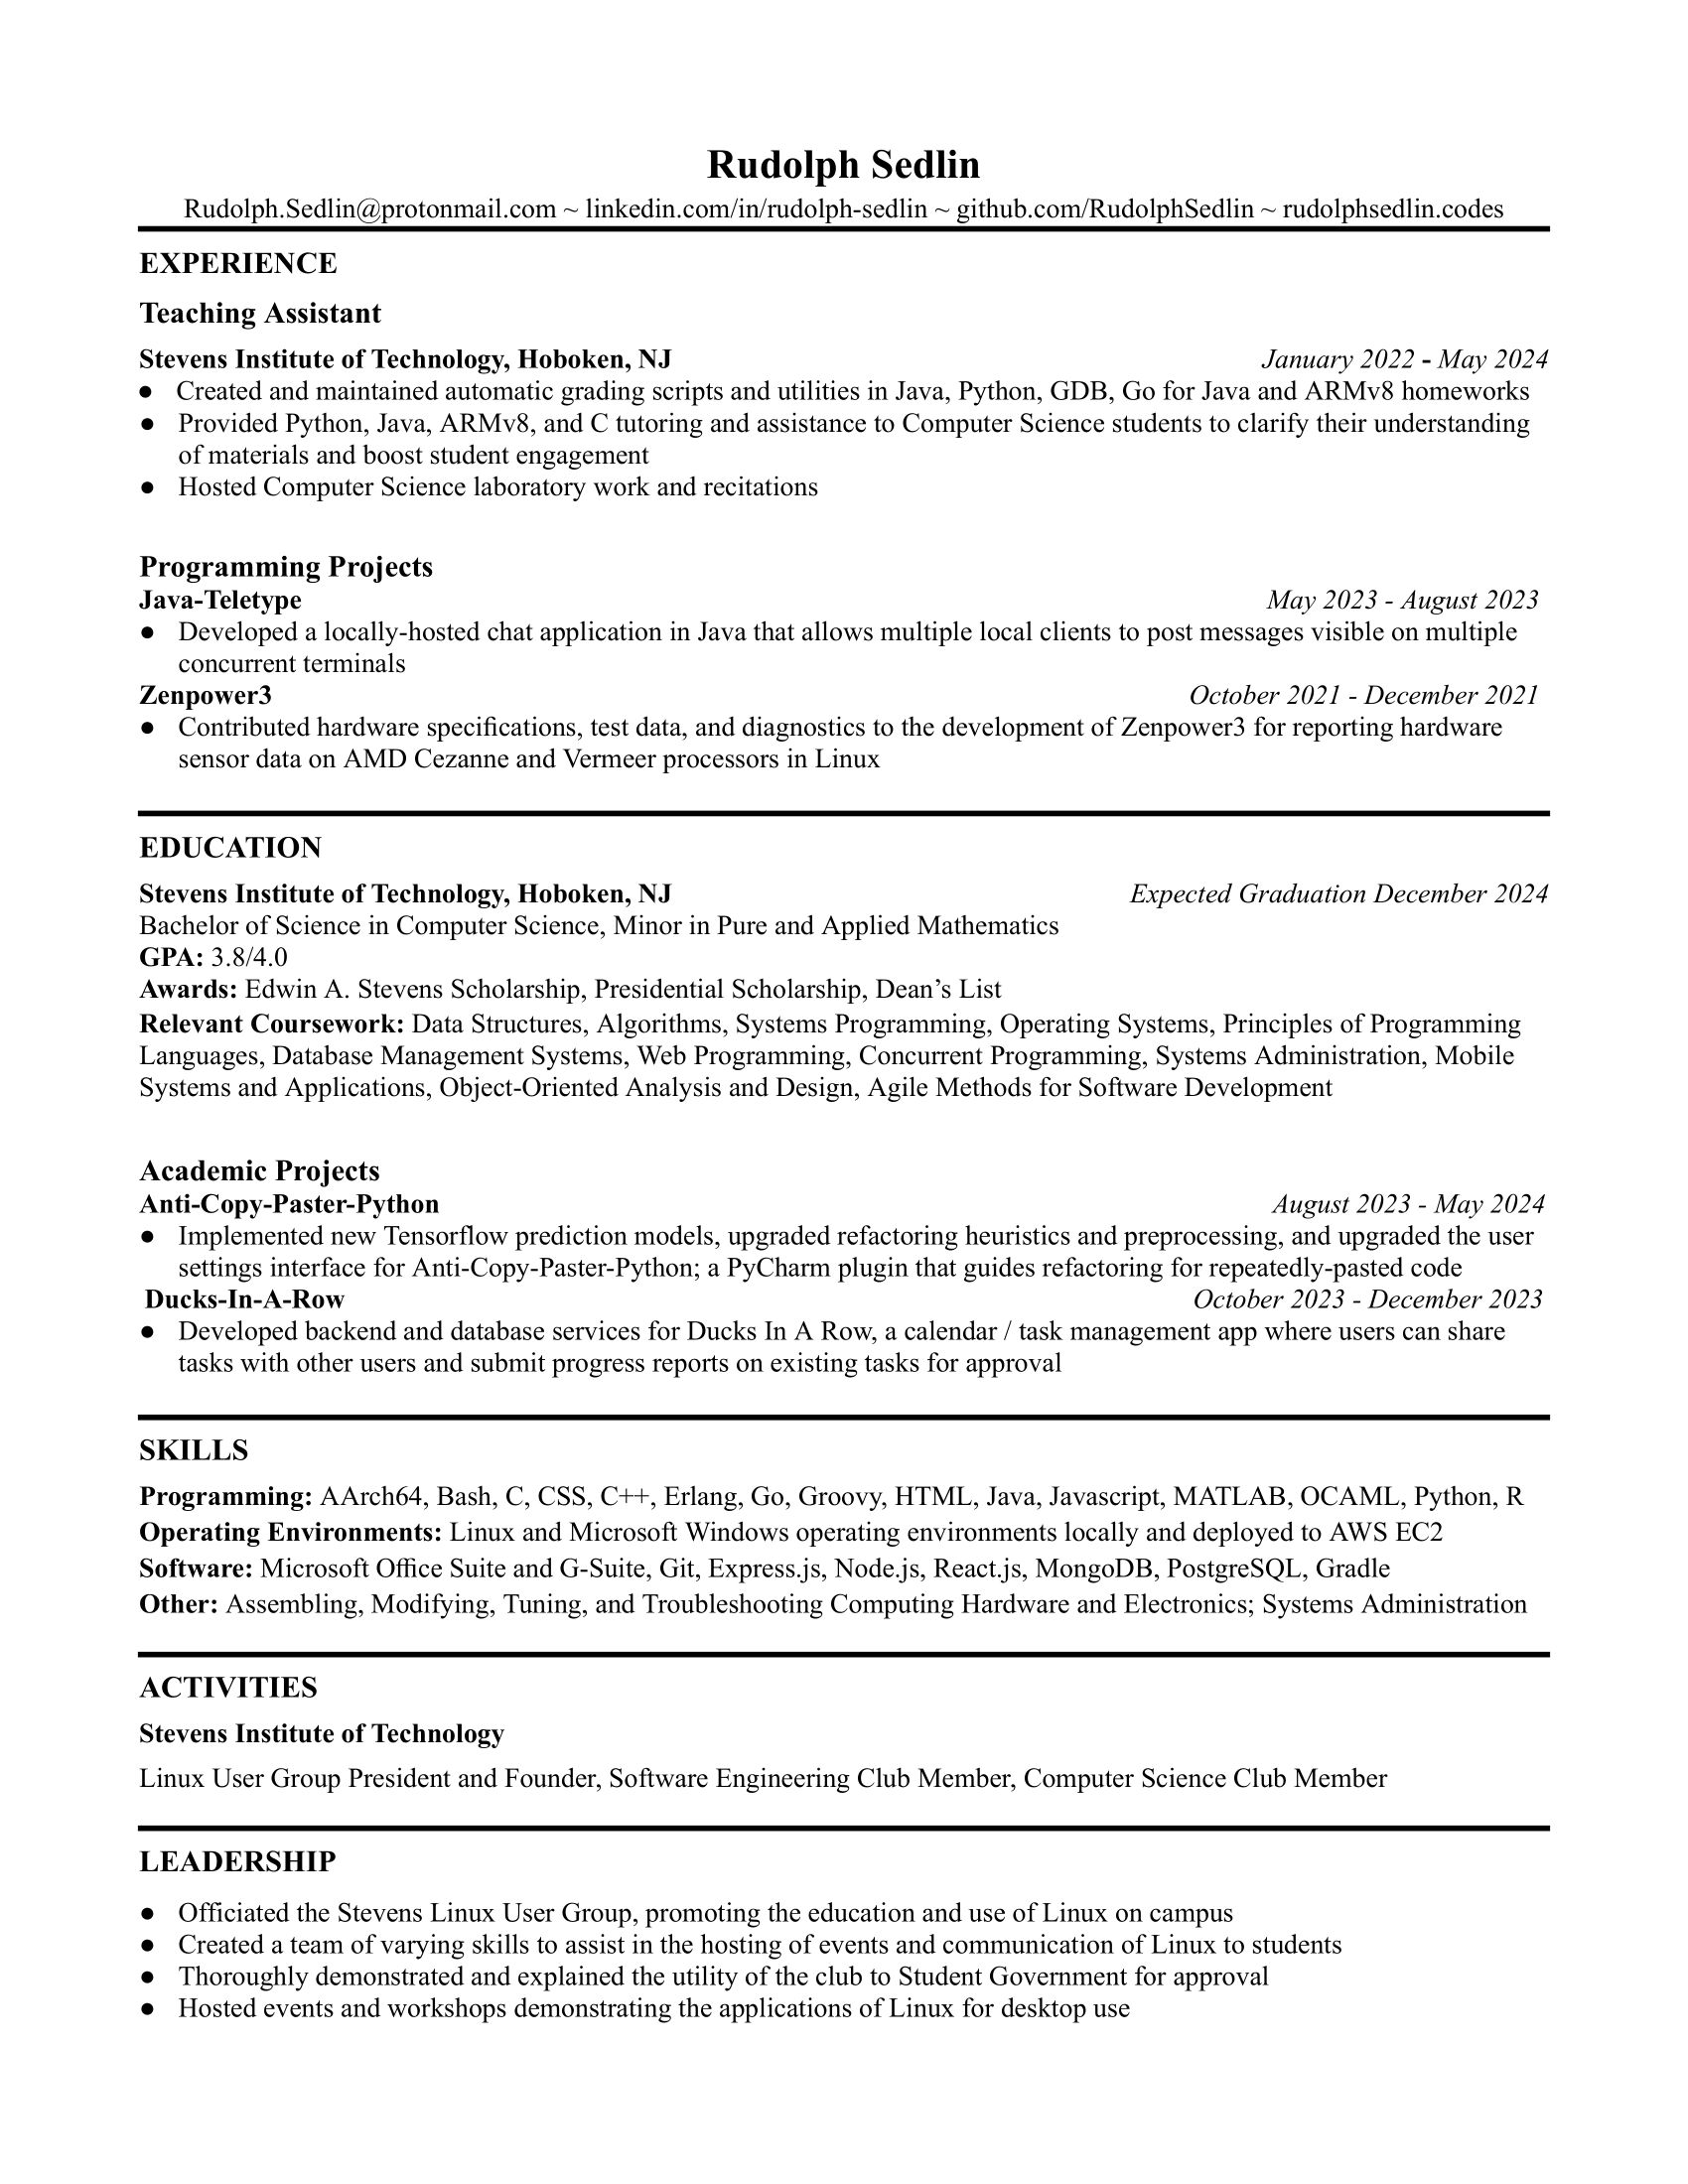 Rudolph Sedlin
Rudolph.Sedlin@protonmail.com ~ linkedin.com/in/rudolph-sedlin ~ github.com/RudolphSedlin ~ rudolphsedlin.codes
EXPERIENCE
Teaching Assistant
Stevens Institute of Technology, Hoboken, NJ January 2022 - May 2024
● Created and maintained automatic grading scripts and utilities in Java, Python, GDB, Go for Java and ARMv8 homeworks
● Provided Python, Java, ARMv8, and C tutoring and assistance to Computer Science students to clarify their understanding
of materials and boost student engagement
● Hosted Computer Science laboratory work and recitations
Programming Projects
Java-Teletype May 2023 - August 2023
● Developed a locally-hosted chat application in Java that allows multiple local clients to post messages visible on multiple
concurrent terminals
Zenpower3 October 2021 - December 2021
● Contributed hardware specifications, test data, and diagnostics to the development of Zenpower3 for reporting hardware
sensor data on AMD Cezanne and Vermeer processors in Linux
EDUCATION
Stevens Institute of Technology, Hoboken, NJ Expected Graduation December 2024
Bachelor of Science in Computer Science, Minor in Pure and Applied Mathematics
GPA: 3.8/4.0
Awards: Edwin A. Stevens Scholarship, Presidential Scholarship, Dean’s List
Relevant Coursework: Data Structures, Algorithms, Systems Programming, Operating Systems, Principles of Programming
Languages, Database Management Systems, Web Programming, Concurrent Programming, Systems Administration, Mobile
Systems and Applications, Object-Oriented Analysis and Design, Agile Methods for Software Development
Academic Projects
Anti-Copy-Paster-Python August 2023 - May 2024
● Implemented new Tensorflow prediction models, upgraded refactoring heuristics and preprocessing, and upgraded the user
settings interface for Anti-Copy-Paster-Python; a PyCharm plugin that guides refactoring for repeatedly-pasted code
Ducks-In-A-Row October 2023 - December 2023
● Developed backend and database services for Ducks In A Row, a calendar / task management app where users can share
tasks with other users and submit progress reports on existing tasks for approval
SKILLS
Programming: AArch64, Bash, C, CSS, C++, Erlang, Go, Groovy, HTML, Java, Javascript, MATLAB, OCAML, Python, R
Operating Environments: Linux and Microsoft Windows operating environments locally and deployed to AWS EC2
Software: Microsoft Office Suite and G-Suite, Git, Express.js, Node.js, React.js, MongoDB, PostgreSQL, Gradle
Other: Assembling, Modifying, Tuning, and Troubleshooting Computing Hardware and Electronics; Systems Administration
ACTIVITIES
Stevens Institute of Technology
Linux User Group President and Founder, Software Engineering Club Member, Computer Science Club Member
LEADERSHIP
● Officiated the Stevens Linux User Group, promoting the education and use of Linux on campus
● Created a team of varying skills to assist in the hosting of events and communication of Linux to students
● Thoroughly demonstrated and explained the utility of the club to Student Government for approval
● Hosted events and workshops demonstrating the applications of Linux for desktop use